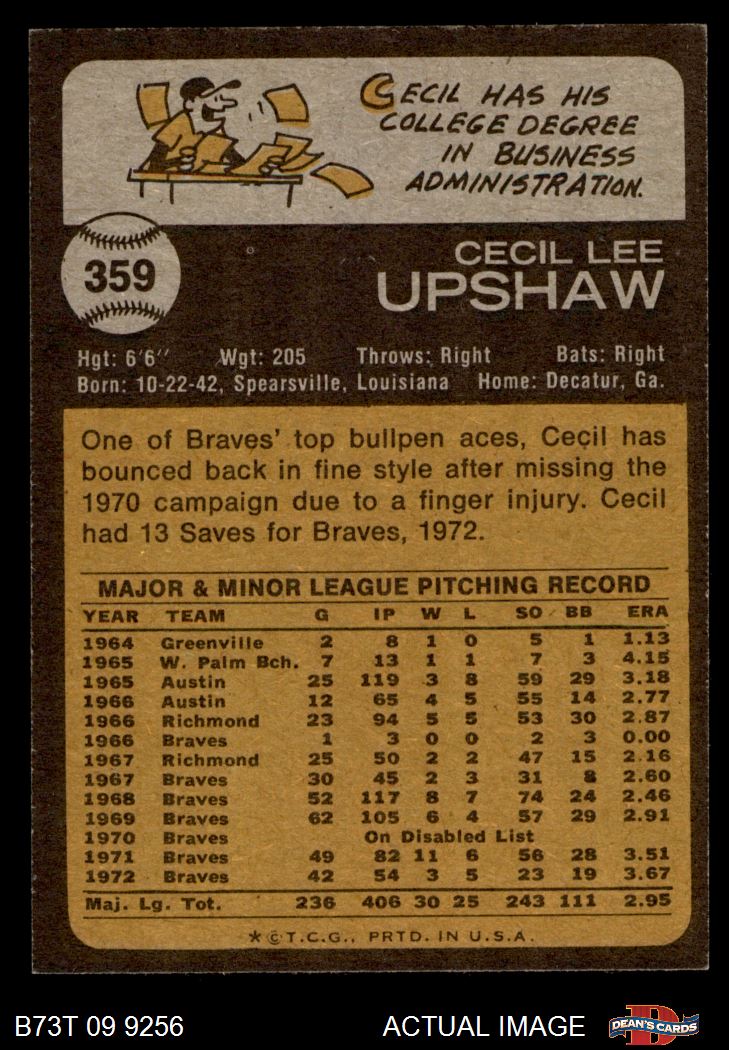 CECIL HAS HIS
COLLEGE DEGREE
IN BUSINESS
ADMINISTRATION.
359
CECIL LEE
UPSHAW
Hgt: 6'6" Wgt: 205 Throws: Right Bats: Right
Born: 10-22-42, Spearsville, Louisiana Home: Decatur, Ga.
One of Braves' top bullpen aces, Cecil has
bounced back in fine style after missing the
1970 campaign due to a finger injury. Cecil
had 13 Saves for Braves, 1972.
MAJOR & MINOR LEAGUE PITCHING RECORD
YEAR TEAM G IP W L SO BB ERA
1964 Greenville 2 8 1 0 5 1 1.13
1965 W. Palm Bch. 7 13 1 1 7 3 4.15
1965 Austin 25 119 3 8 59 29 3.18
1966 Austin 12 65 4 5 55 14 2.77
1966 Richmond 23 94 5 5 53 30 2.87
1966 Braves 1 3 0 0 2 3 0.00
1967 Richmond 25 50 2 2 47 15 2.16
1967 Braves 30 45 2 3 31 8 2.60
1968 Braves 52 117 8 7 74 24 2.46
1969 Braves 62 105 6 4 57 29 2.91
1970 Braves On Disabled List
1971 Braves 49 82 11 6 56 28 3.51
1972 Braves 42 54 3 5 23 19 3.67
Maj. Lg. Tot. 236 406 30 25 243 111 2.95
★©T.C.G., PRTD. IN U.S.A.
B73T 09 9256 ACTUAL IMAGE D DEAN'S CARDS